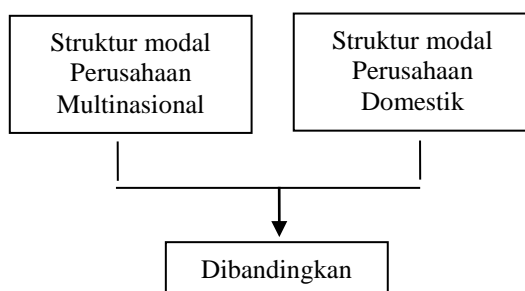 Struktur modal
Perusahaan
Multinasional
Struktur modal
Perusahaan
Domestik
Dibandingkan